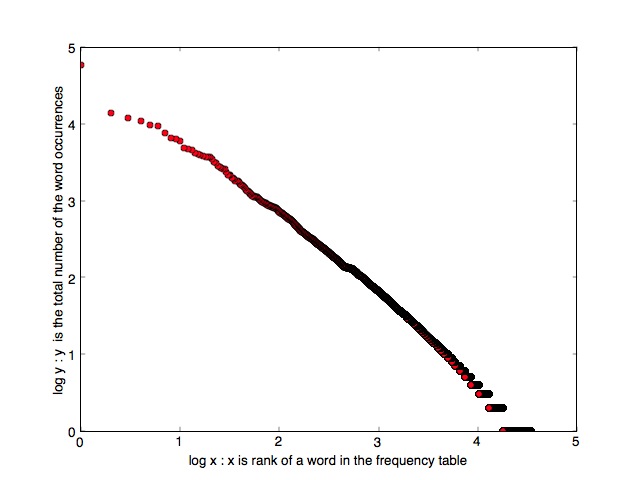 5
4
3
2
1
0
0 1 2 3 4 5
log y : y is the total number of the word occurrences
log x : x is rank of a word in the frequency table